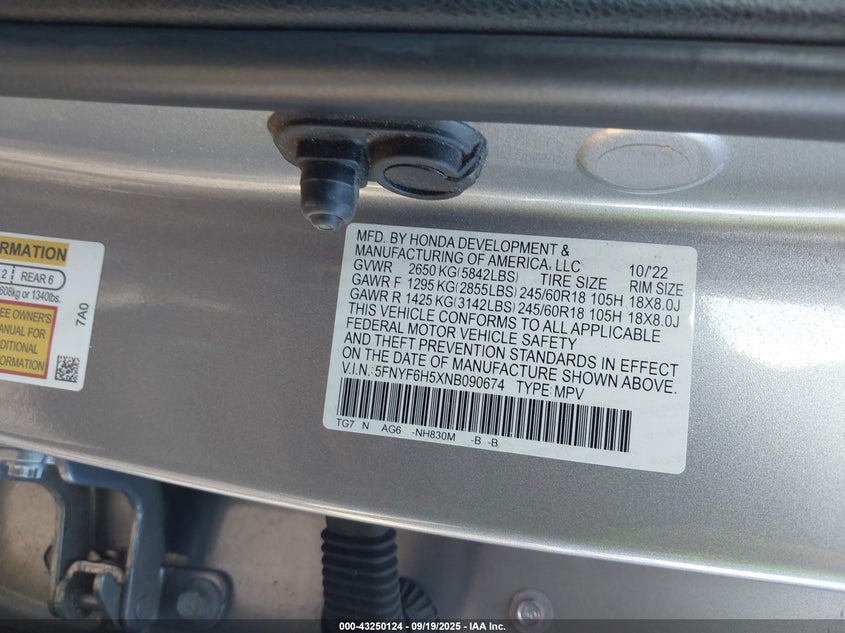 ORMATION
2 REAR 6
608kg or 1340lbs.
EE OWNER'S
ANUAL FOR
DDITIONAL
FORMATION
7A0
MFD. BY HONDA DEVELOPMENT &
MANUFACTURING OF AMERICA, LLC 10/'22
GVWR 2650 KG(5842LBS) TIRE SIZE RIM SIZE
GAWR F 1295 KG(2855LBS) 245/60R18 105H 18X8.0J
GAWR R 1425 KG(3142LBS) 245/60R18 105H 18X8.0J
THIS VEHICLE CONFORMS TO ALL APPLICABLE
FEDERAL MOTOR VEHICLE SAFETY
AND THEFT PREVENTION STANDARDS IN EFFECT
ON THE DATE OF MANUFACTURE SHOWN ABOVE.
V.I.N.: 5FNYF6H5XNB090674 TYPE: MPV
TG7 N AG6 -NH830M -B -B
000-43250124 - 09/19/2025 - IAA Inc.